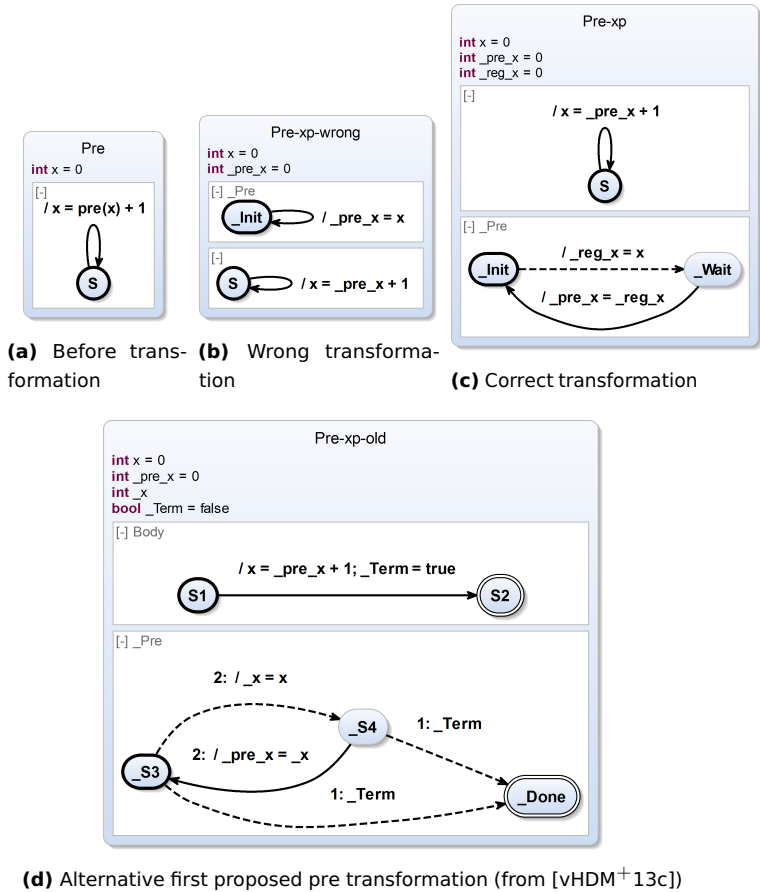 Pre
int x = 0
[-]
/ x = pre(x) + 1
S
(a) Before trans-
formation
Pre-xp-wrong
int x = 0
int _pre_x = 0
[-] _Pre
_Init
/ _pre_x = x
[-]
S
/ x = _pre_x + 1
(b) Wrong transforma-
tion
Pre-xp
int x = 0
int _pre_x = 0
int _reg_x = 0
[-]
/ x = _pre_x + 1
S
[-] _Pre
/ _reg_x = x
_Init
_Wait
/ _pre_x = _reg_x
(c) Correct transformation
Pre-xp-old
int x = 0
int _pre_x = 0
int _x
bool _Term = false
[-] Body
/ x = _pre_x + 1; _Term = true
S1
S2
[-] _Pre
2: / _x = x
_S4
1: _Term
2: / _pre_x = _x
_S3
1: _Term
_Done
(d) Alternative first proposed pre transformation (from [vHDM+13c])